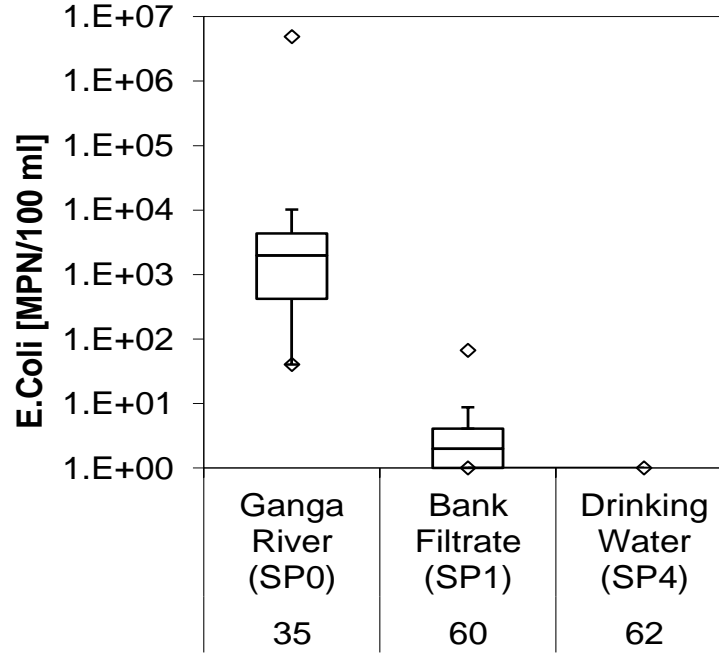 E.Coli [MPN/100 ml]
1.E+07
1.E+06
1.E+05
1.E+04
1.E+03
1.E+02
1.E+01
1.E+00
Ganga
River
(SP0)
35
Bank
Filtrate
(SP1)
60
Drinking
Water
(SP4)
62